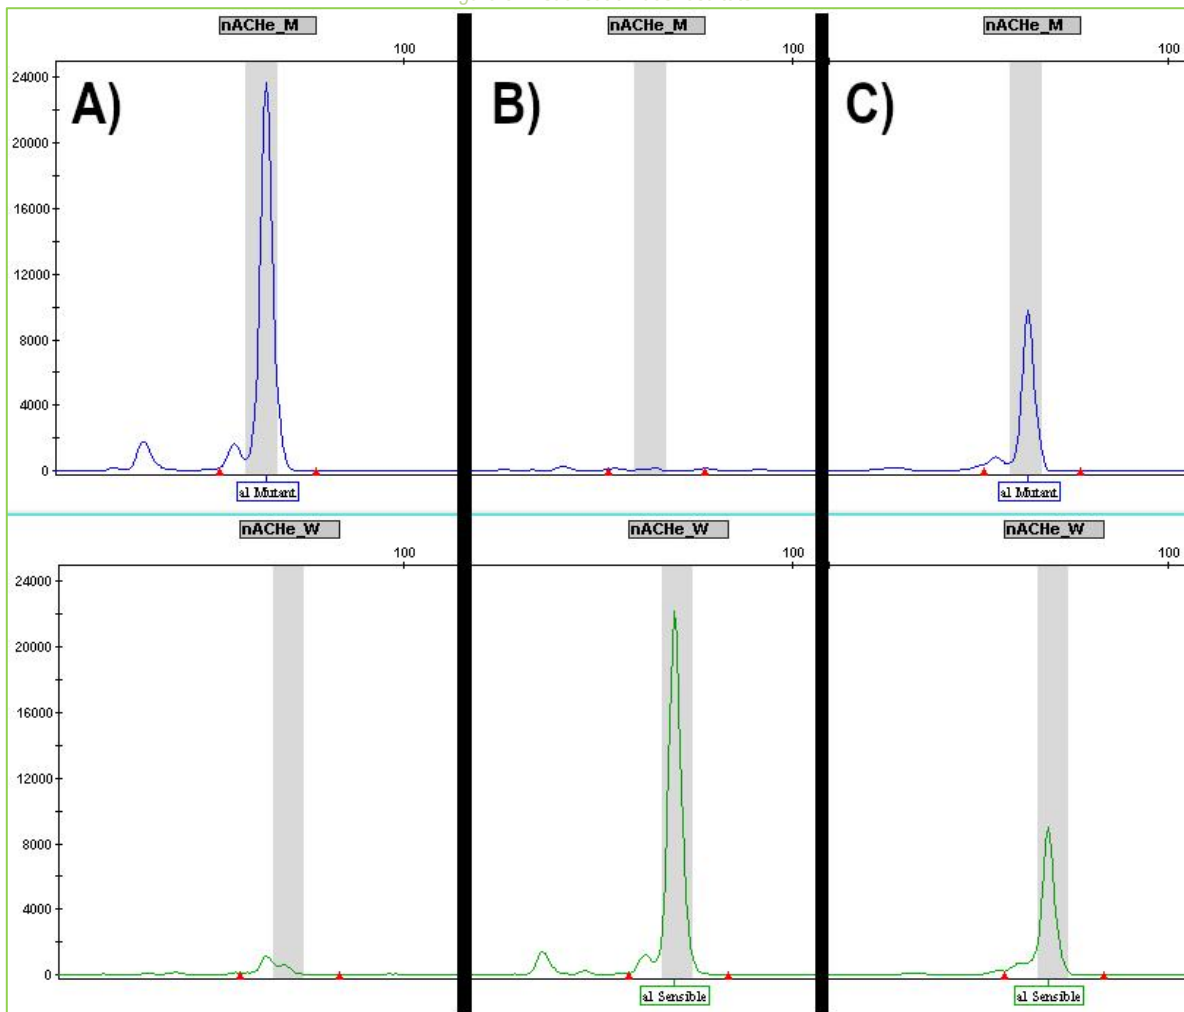 nACHe_M nACHe_M nACHe_M
100 100 100
24000
A) B) C)
20000
16000
12000
8000
4000
0
al Mutant al Mutant
nACHe_W nACHe_W nACHe_W
100 100 100
24000
20000
16000
12000
8000
4000
0
al Sensible al Sensible